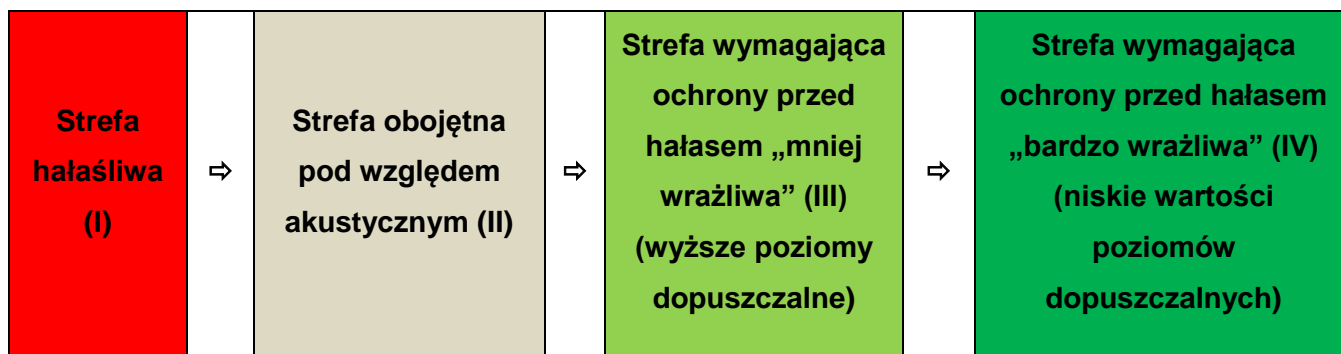 Strefa
hałaśliwa
(I)
⇨
Strefa obojętna
pod względem
akustycznym (II)
⇨
Strefa wymagająca
ochrony przed
hałasem „mniej
wrażliwa” (III)
(wyższe poziomy
dopuszczalne)
⇨
Strefa wymagająca
ochrony przed hałasem
„bardzo wrażliwa” (IV)
(niskie wartości
poziomów
dopuszczalnych)